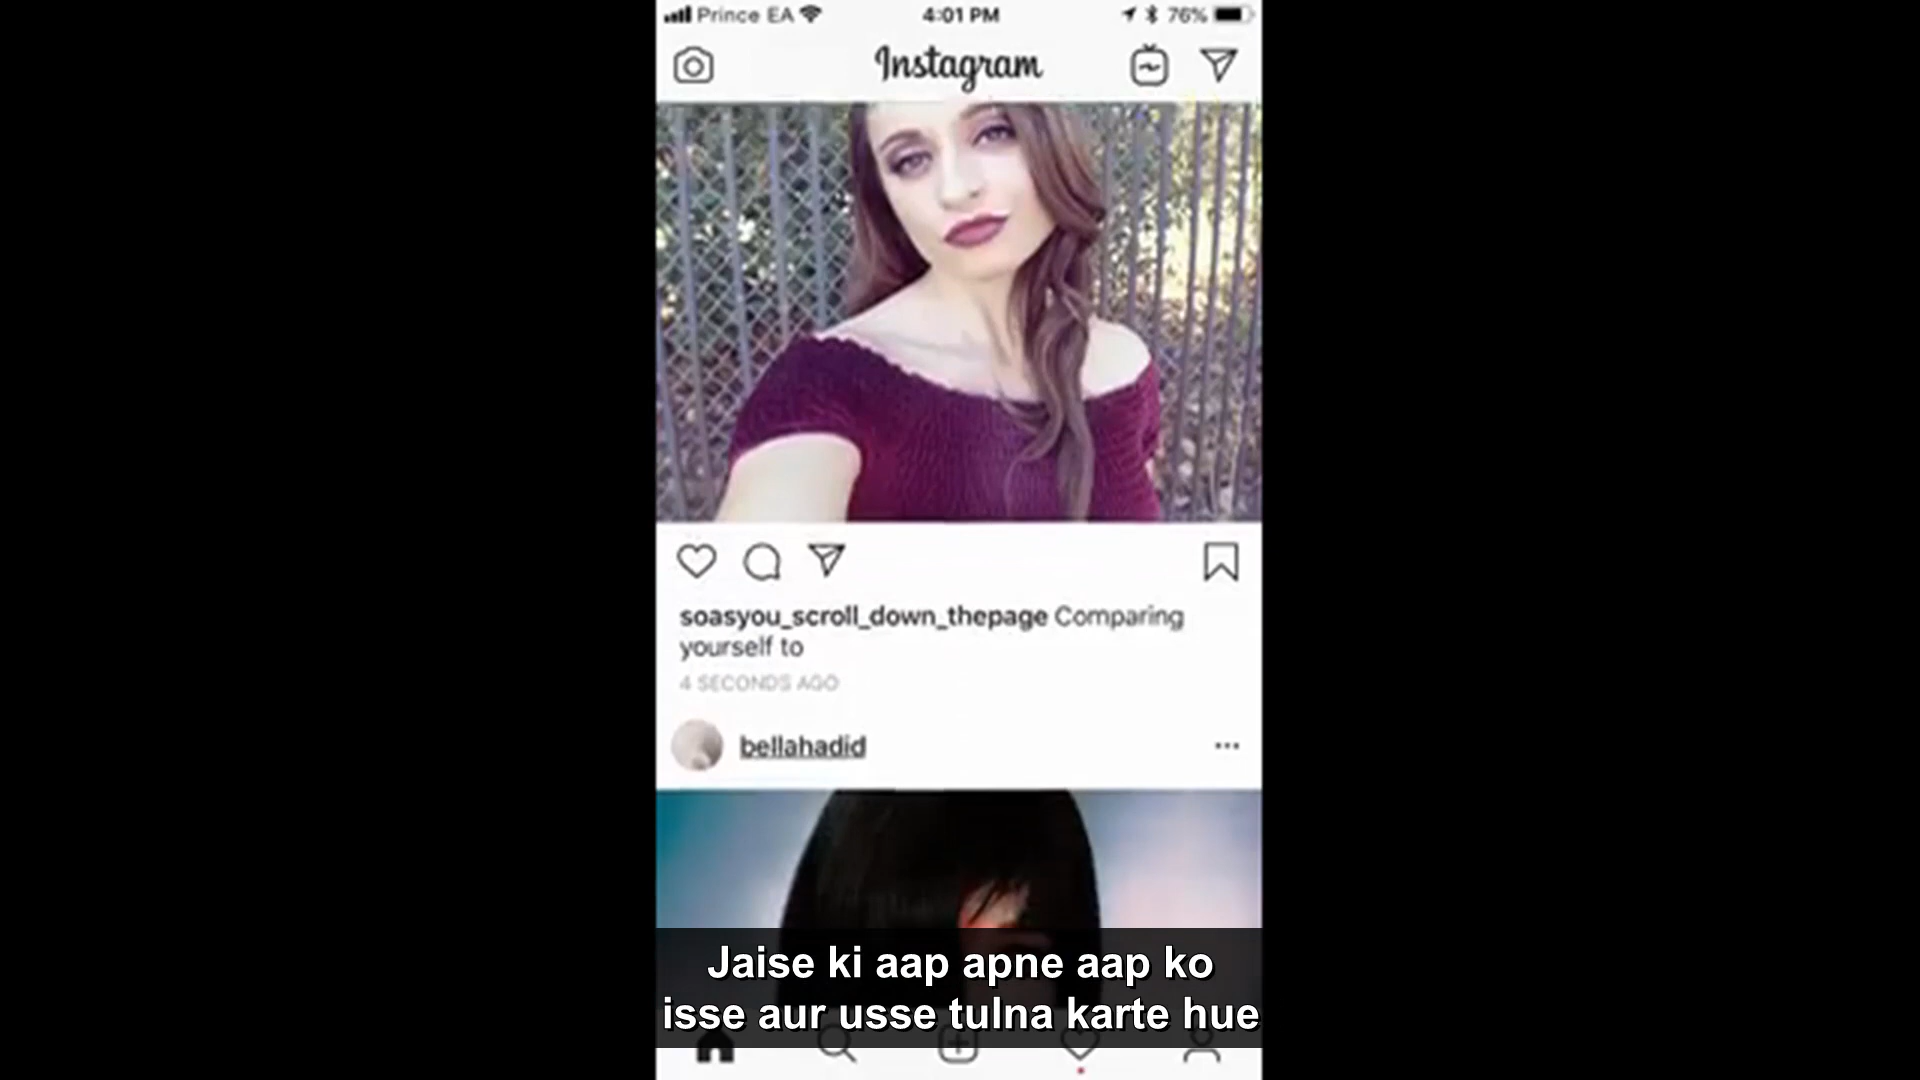 Prince EA 4:01 PM 76%
Instagram
soasyou_scroll_down_thepage Comparing
yourself to
4 SECONDS AGO
bellahadid
Jaise ki aap apne aap ko
isse aur usse tulna karte hue